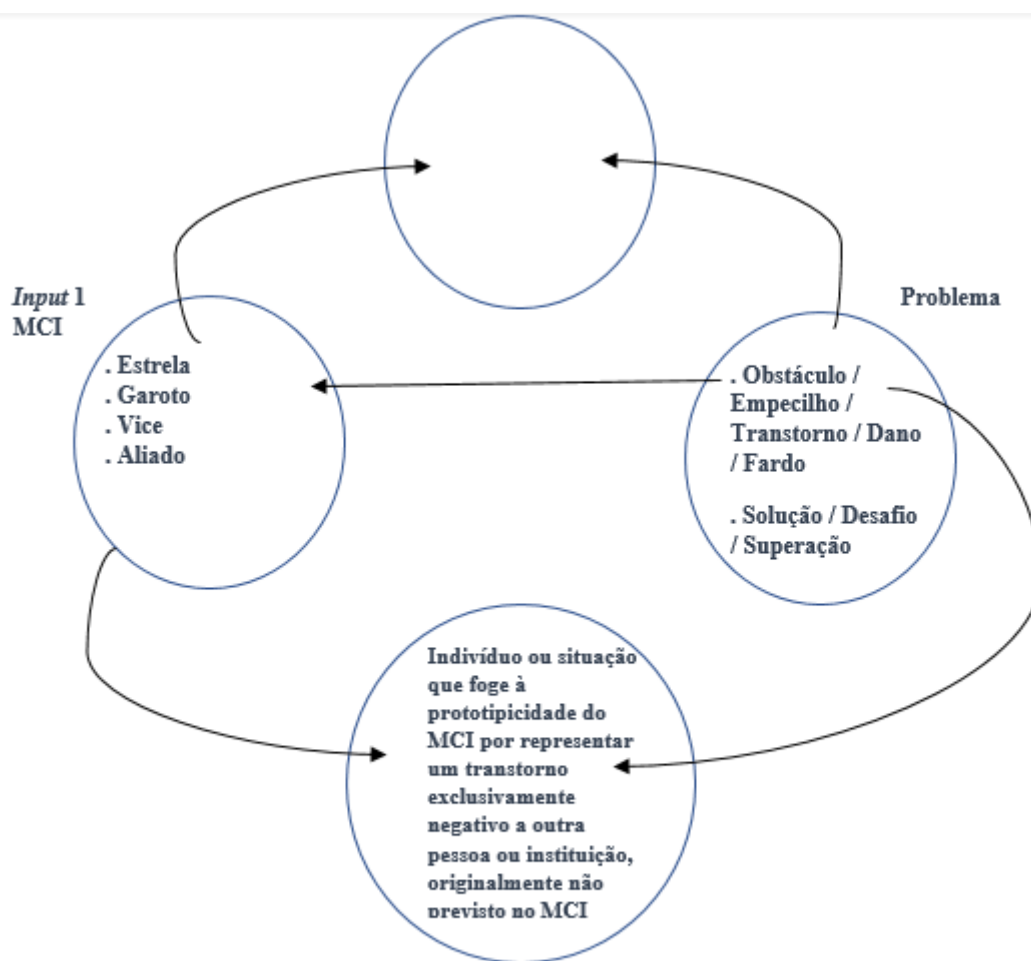 Input 1
MCI
Problema
. Estrela
. Garoto
. Vice
. Aliado
. Obstáculo /
Empecilho /
Transtorno / Dano
/ Fardo
. Solução / Desafio
/ Superação
Indivíduo ou situação
que foge à
prototipicidade do
MCI por representar
um transtorno
exclusivamente
negativo a outra
pessoa ou instituição,
originalmente não
previsto no MCI